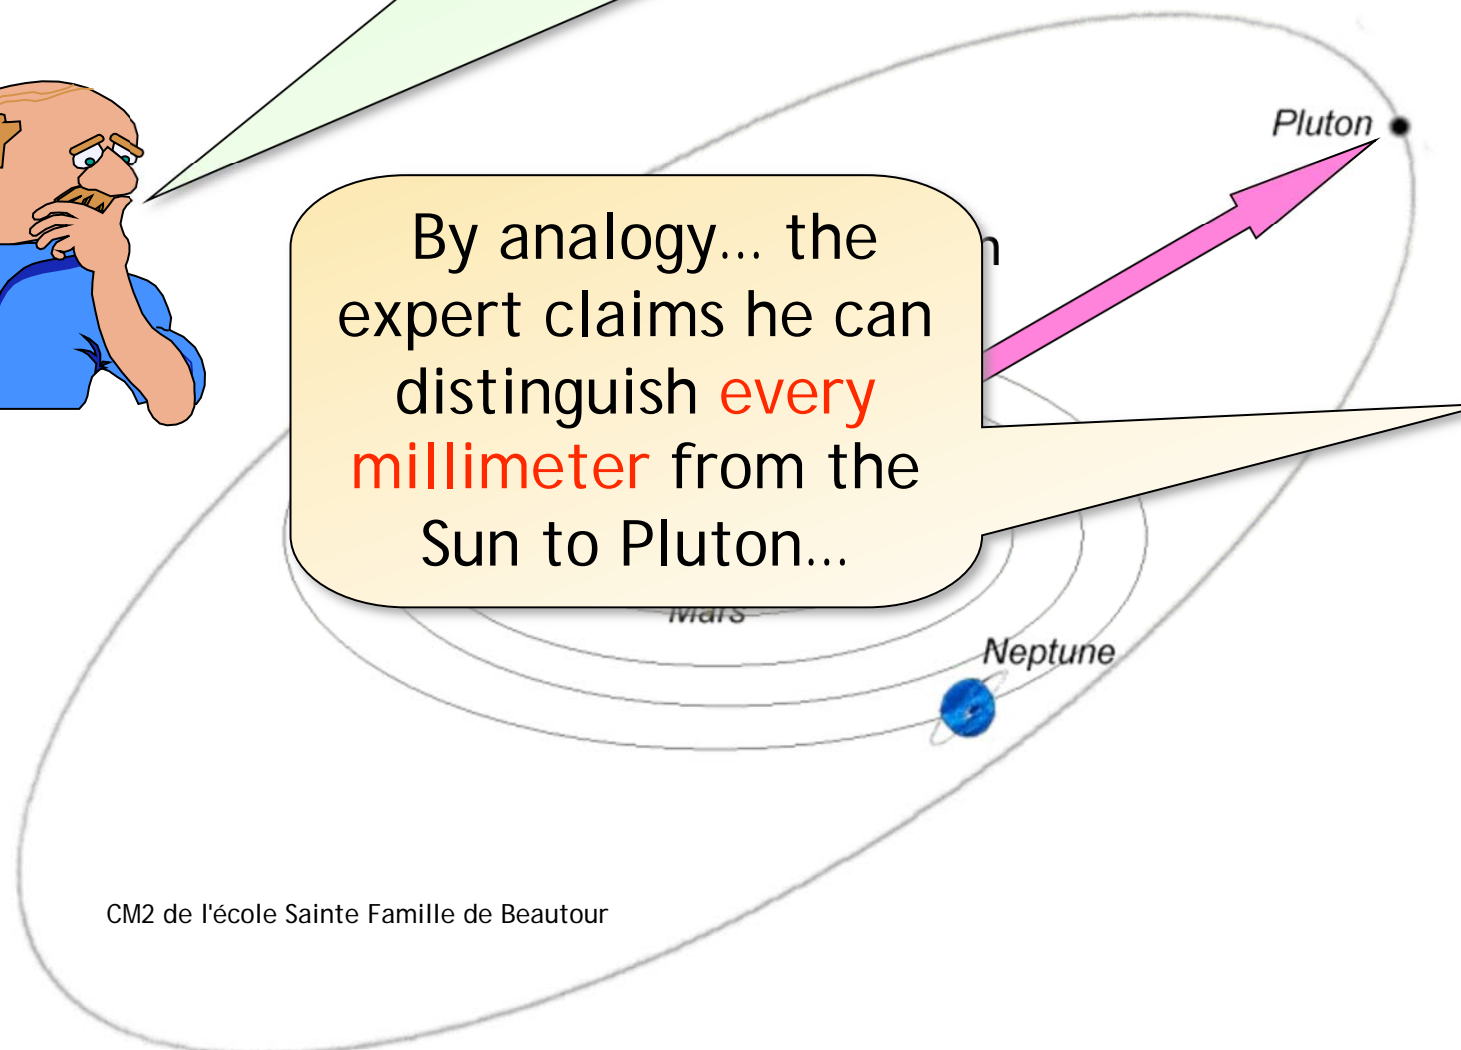 Pluton
By analogy... the
expert claims he can
distinguish every
millimeter from the
Sun to Pluton...
Mars
Neptune
CM2 de l'école Sainte Famille de Beautour